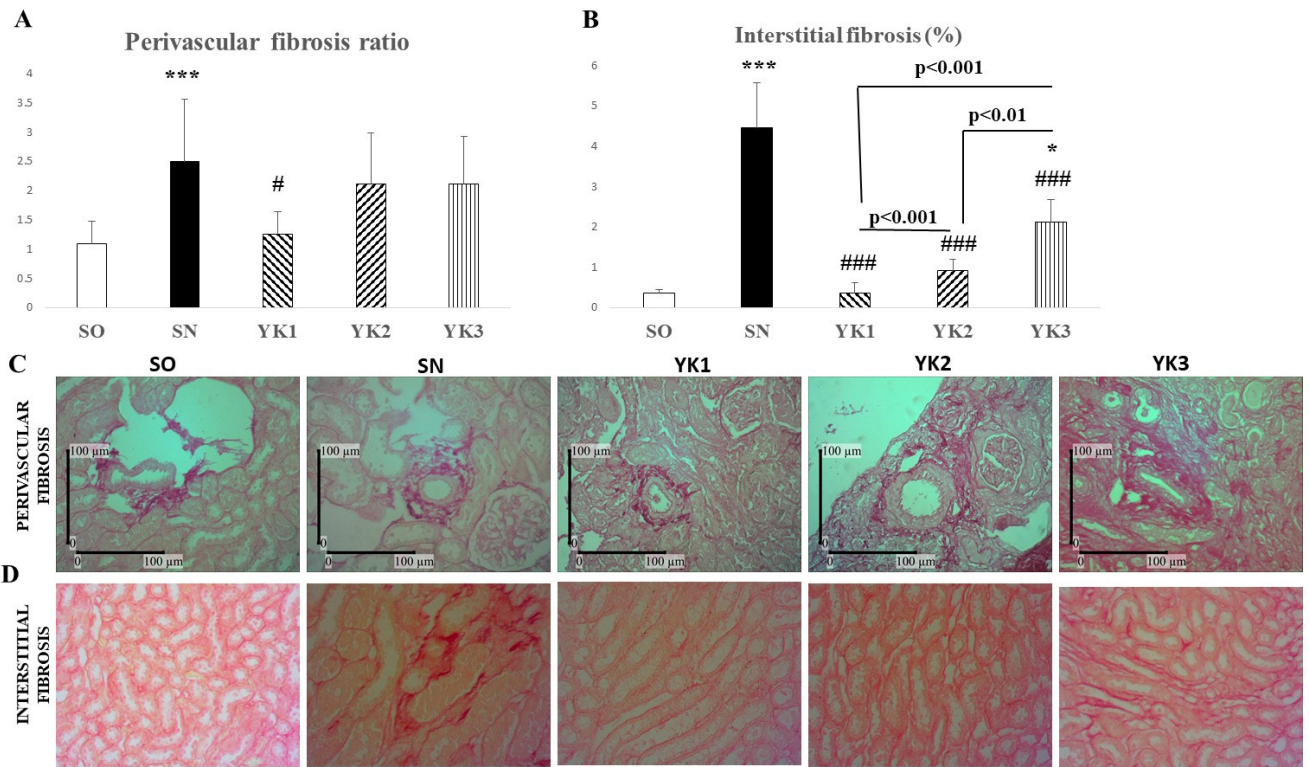 A
Perivascular fibrosis ratio
4
3.5
3
2.5
2
1.5
1
0.5
0
***
#
SO SN YK1 YK2 YK3
B
Interstitial fibrosis (%)
6
5
4
3
2
1
0
***
p<0.001
p<0.01
*
###
p<0.001
###
###
SO SN YK1 YK2 YK3
C
SO SN YK1 YK2 YK3
PERIVASCULAR
FIBROSIS
100 µm
0
0
100 µm
100 µm
0
0
100 µm
100 µm
0
0
100 µm
100 µm
0
0
100 µm
100 µm
0
0
100 µm
D
INTERSTITIAL
FIBROSIS